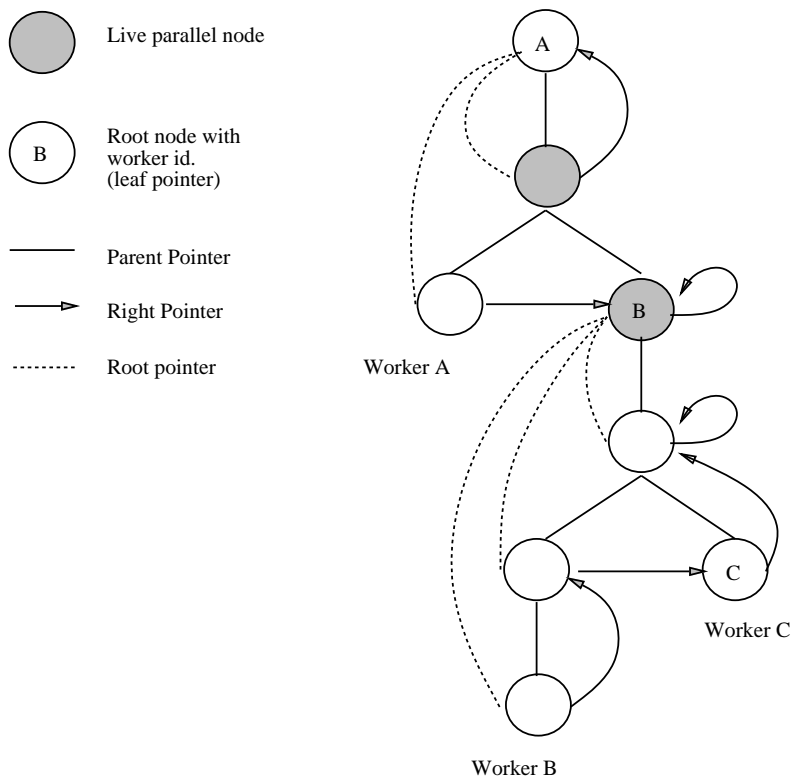 Live parallel node
B
Root node with
worker id.
(leaf pointer)
Parent Pointer
Right Pointer
Root pointer
A
B
Worker A
C
Worker C
Worker B